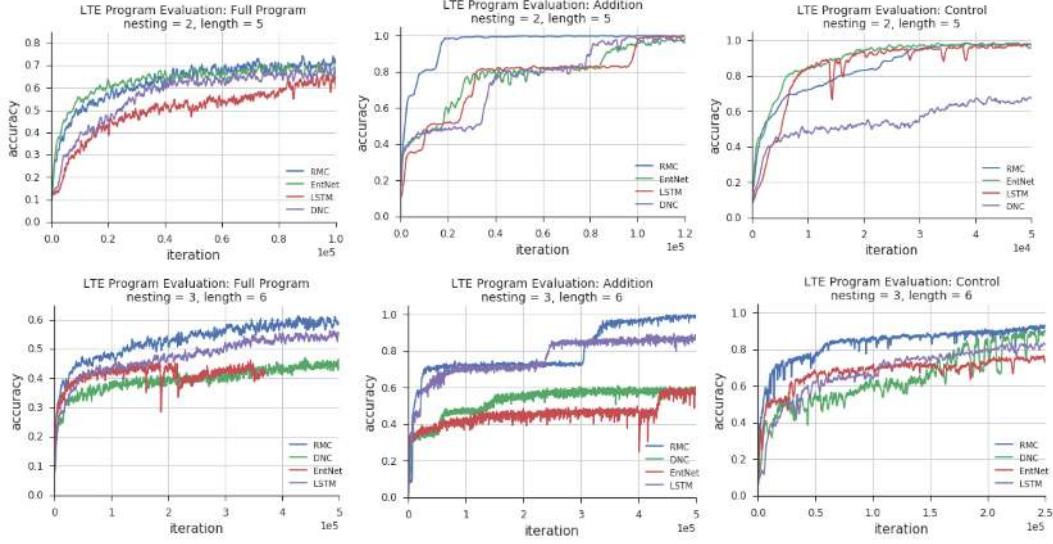 LTE Program Evaluation: Full Program
nesting = 2, length = 5
accuracy
0.8
0.7
0.6
0.5
0.4
0.3
0.2
0.1
0.0
RMC
EntNet
LSTM
DNC
0.0 0.2 0.4 0.6 0.8 1.0
1e5
iteration
LTE Program Evaluation: Addition
nesting = 2, length = 5
accuracy
1.0
0.8
0.6
0.4
0.2
0.0
RMC
EntNet
LSTM
DNC
0.0 0.2 0.4 0.6 0.8 1.0 1.2
1e5
iteration
LTE Program Evaluation: Control
nesting = 2, length = 5
accuracy
1.0
0.8
0.6
0.4
0.2
0.0
RMC
EntNet
LSTM
DNC
0 1 2 3 4 5
1e4
iteration
LTE Program Evaluation: Full Program
nesting = 3, length = 6
accuracy
0.6
0.5
0.4
0.3
0.2
0.1
0.0
RMC
DNC
EntNet
LSTM
0 1 2 3 4 5
1e5
iteration
LTE Program Evaluation: Addition
nesting = 3, length = 6
accuracy
1.0
0.8
0.6
0.4
0.2
0.0
RMC
DNC
EntNet
LSTM
0 1 2 3 4 5
1e5
iteration
LTE Program Evaluation: Control
nesting = 3, length = 6
accuracy
1.0
0.8
0.6
0.4
0.2
0.0
RMC
DNC
EntNet
LSTM
0.0 0.5 1.0 1.5 2.0 2.5
1e5
iteration